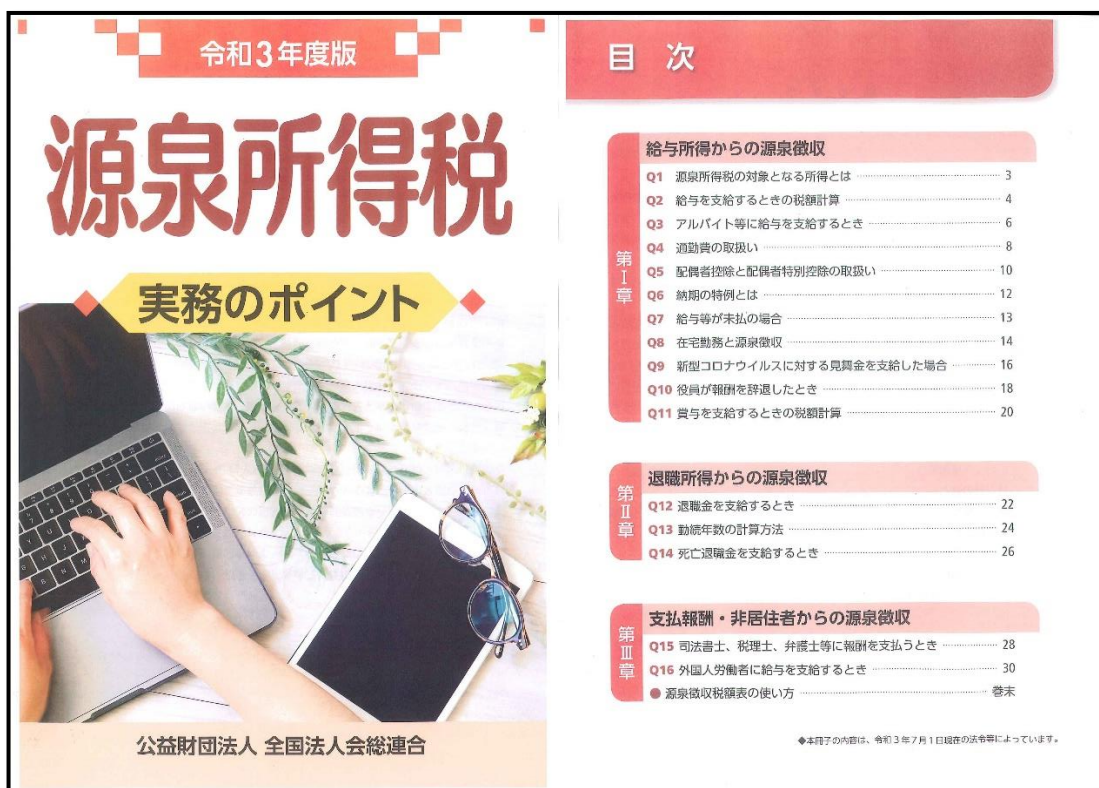 令和3年度版
源泉所得税
実務のポイント
公益財団法人 全国法人会総連合
目 次
第Ⅰ章
給与所得からの源泉徴収
Q1 源泉所得税の対象となる所得とは 3
Q2 給与を支給するときの税額計算 4
Q3 アルバイト等に給与を支給するとき 6
Q4 通勤費の取扱い 8
Q5 配偶者控除と配偶者特別控除の取扱い 10
Q6 納期の特例とは 12
Q7 給与等が未払の場合 13
Q8 在宅勤務と源泉徴収 14
Q9 新型コロナウイルスに対する見舞金を支給した場合 16
Q10 役員が報酬を辞退したとき 18
Q11 賞与を支給するときの税額計算 20
第Ⅱ章
退職所得からの源泉徴収
Q12 退職金を支給するとき 22
Q13 勤続年数の計算方法 24
Q14 死亡退職金を支給するとき 26
第Ⅲ章
支払報酬・非居住者からの源泉徴収
Q15 司法書士、税理士、弁護士等に報酬を支払うとき 28
Q16 外国人労働者に給与を支給するとき 30
● 源泉徴収税額表の使い方 巻末
◆本冊子の内容は、令和3年7月1日現在の法令等によっています。